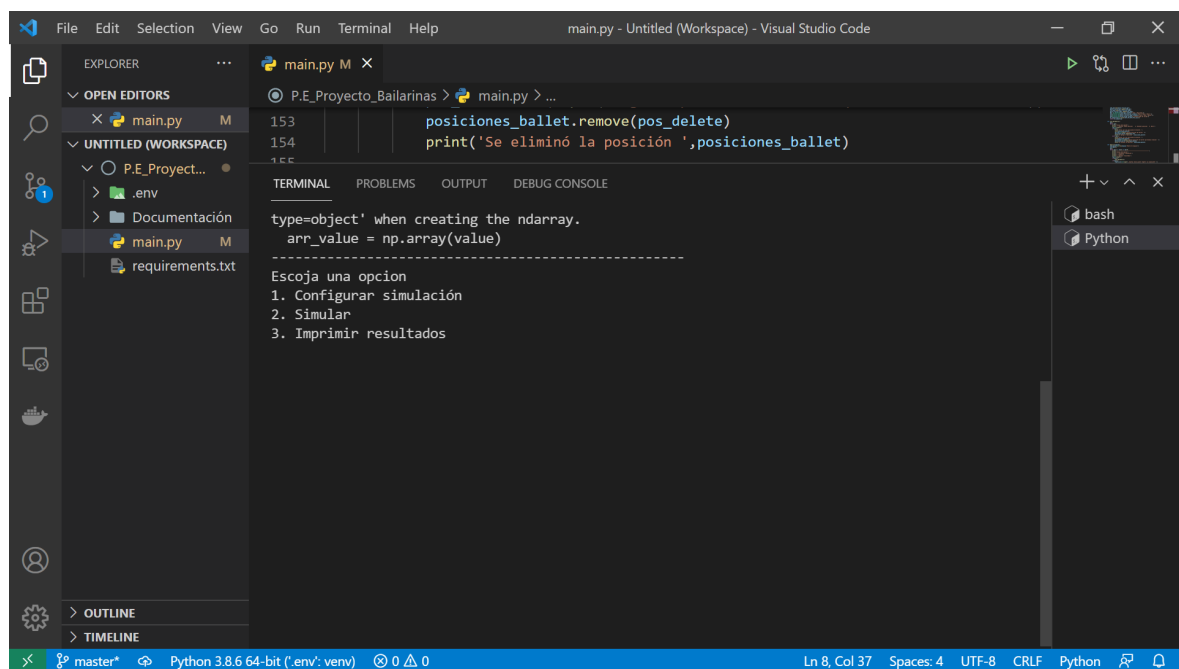 File Edit Selection View Go Run Terminal Help main.py - Untitled (Workspace) - Visual Studio Code
EXPLORER
main.py M
OPEN EDITORS
main.py M
UNTITLED (WORKSPACE)
P.E_Proyect...
.env
Documentación
main.py M
requirements.txt
OUTLINE
TIMELINE
P.E_Proyecto_Bailarinas > main.py > ...
153 posiciones_ballet.remove(pos_delete)
154 print('Se eliminó la posición ',posiciones_ballet)
155
TERMINAL PROBLEMS OUTPUT DEBUG CONSOLE
type=object' when creating the ndarray.
arr_value = np.array(value)
----------------------------------------------------
Escoja una opcion
1. Configurar simulación
2. Simular
3. Imprimir resultados
bash
Python
1
master* Python 3.8.6 64-bit ('.env': venv) 0 0 Ln 8, Col 37 Spaces: 4 UTF-8 CRLF Python